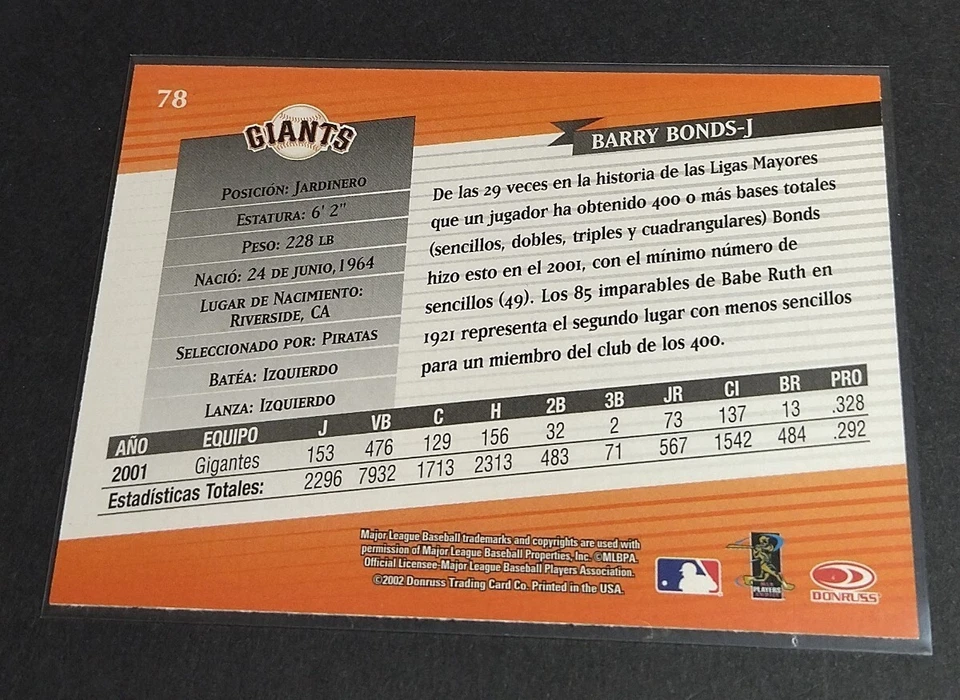 78
GIANTS
BARRY BONDS-J
POSICIÓN: JARDINERO
ESTATURA: 6' 2"
PESO: 228 LB
NACIÓ: 24 DE JUNIO, 1964
LUGAR DE NACIMIENTO:
RIVERSIDE, CA
SELECCIONADO POR: PIRATAS
BATÉA: IZQUIERDO
LANZA: IZQUIERDO
De las 29 veces en la historia de las Ligas Mayores
que un jugador ha obtenido 400 o más bases totales
(sencillos, dobles, triples y cuadrangulares) Bonds
hizo esto en el 2001, con el mínimo número de
sencillos (49). Los 85 imparables de Babe Ruth en
1921 representa el segundo lugar con menos sencillos
para un miembro del club de los 400.
AÑO EQUIPO J VB C H 2B 3B JR CI BR PRO
2001 Gigantes 153 476 129 156 32 2 73 137 13 .328
Estadísticas Totales: 2296 7932 1713 2313 483 71 567 1542 484 .292
Major League Baseball trademarks and copyrights are used with
permission of Major League Baseball Properties, Inc. ©MLBPA.
Official Licensee-Major League Baseball Players Association.
©2002 Donruss Trading Card Co. Printed in the USA.
PLAYERS
DONRUSS